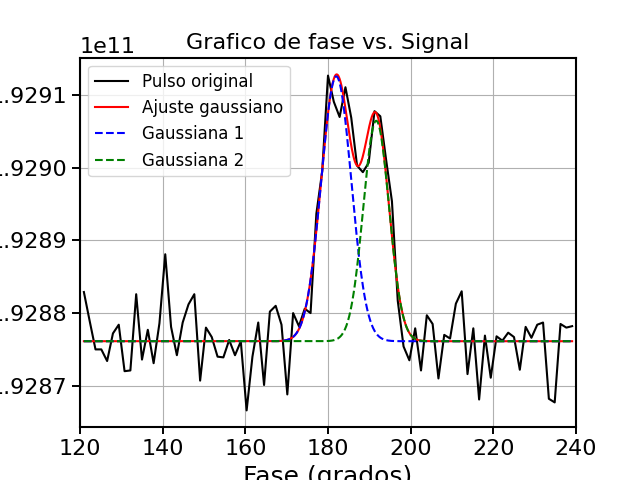 1e11
Grafico de fase vs. Signal
Pulso original
Ajuste gaussiano
Gaussiana 1
Gaussiana 2
.9291
.9290
.9289
.9288
.9287
120 140 160 180 200 220 240
Fase (grados)